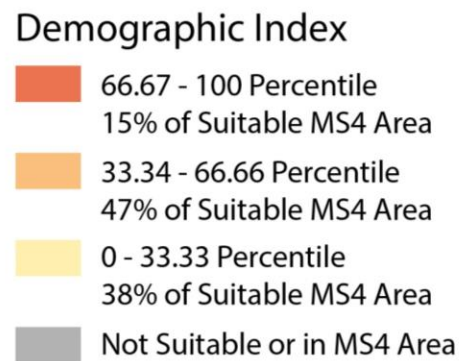 Demographic Index
66.67 - 100 Percentile
15% of Suitable MS4 Area
33.34 - 66.66 Percentile
47% of Suitable MS4 Area
0 - 33.33 Percentile
38% of Suitable MS4 Area
Not Suitable or in MS4 Area